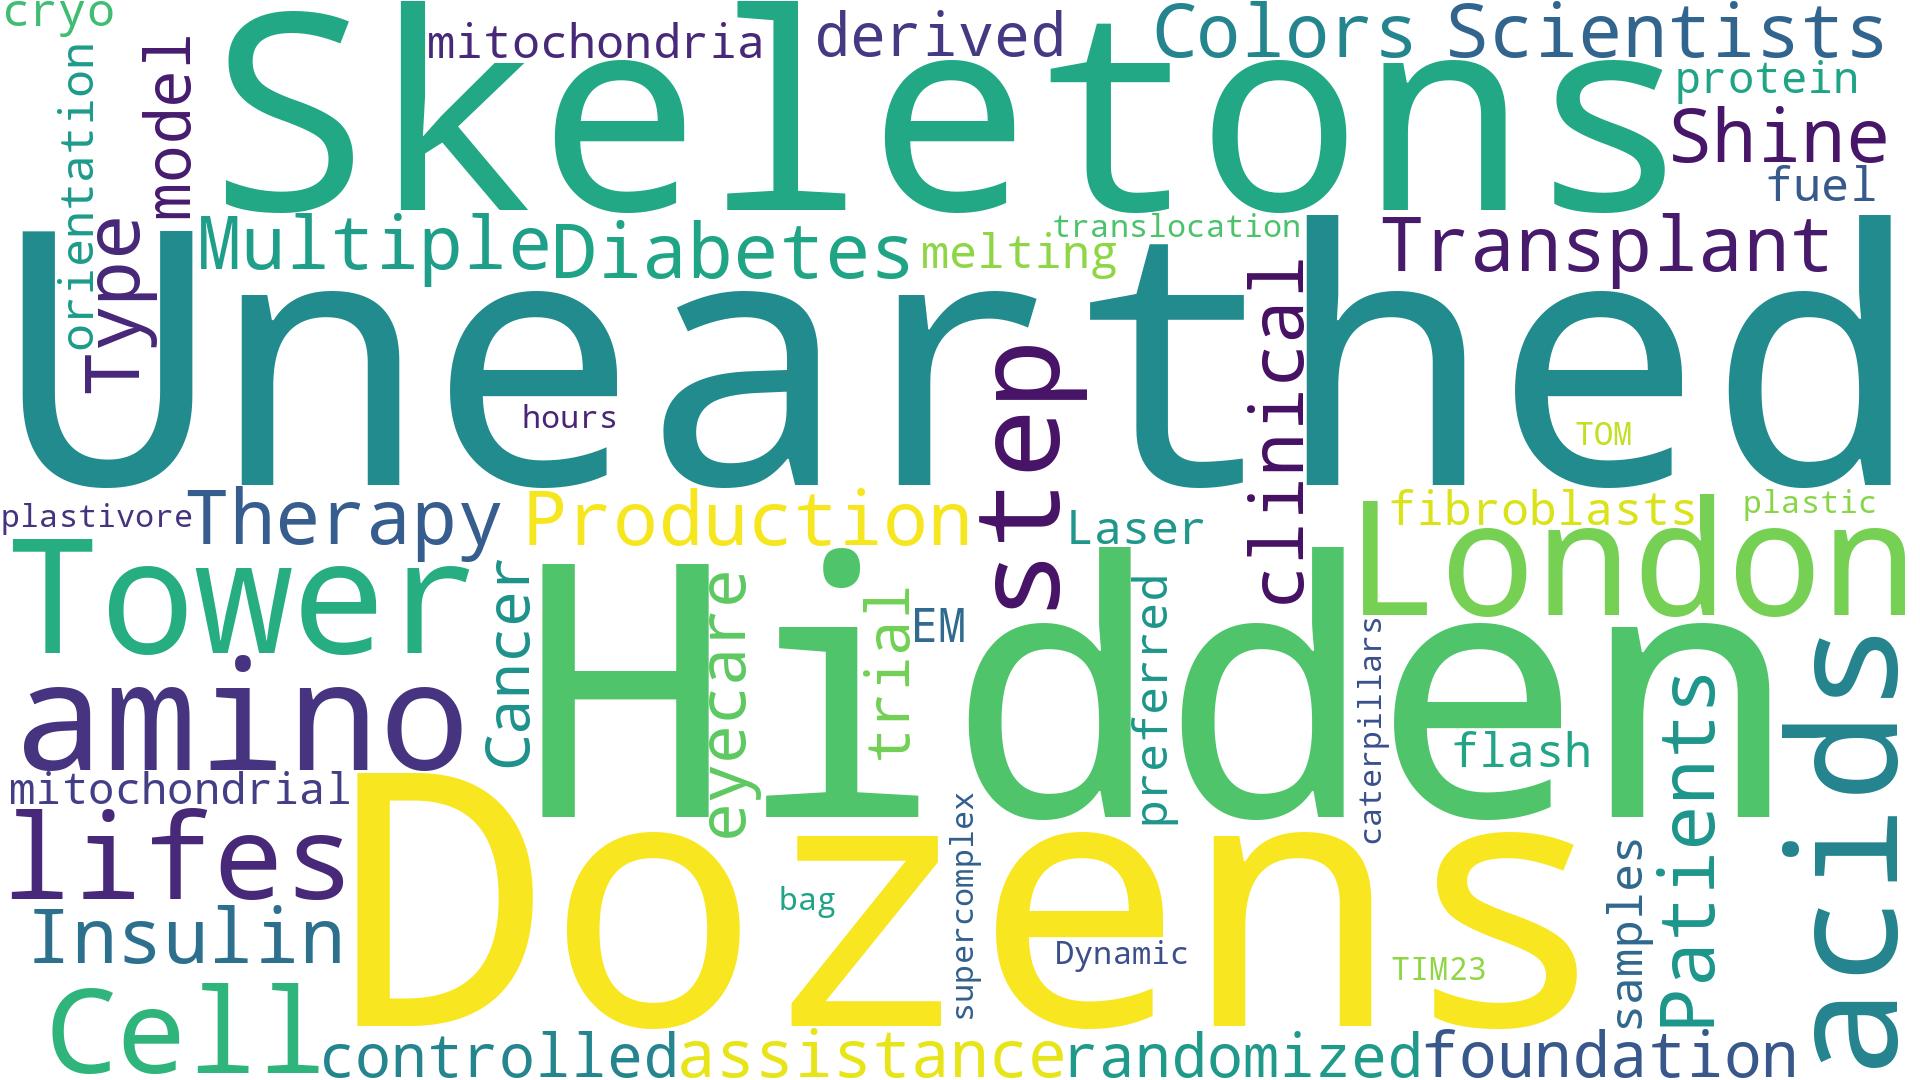 cryo
Skeletons
mitochondria
derived
Colors
Scientists
protein
orientation
model
Shine
fuel
Type
Multiple
Diabetes
melting
translocation
Transplant
Unearthed
clinical
step
hours
TOM
plastivore
Therapy
Production
Laser
fibroblasts
plastic
London
Tower
Cancer
Hidden
eyecare
trial
EM
preferred
caterpillars
acids
amino
flash
Patients
mitochondrial
lifes
Dozens
supercomplex
samples
bag
Insulin
Dynamic
TIM23
Cell
controlled
assistance
randomized
foundation